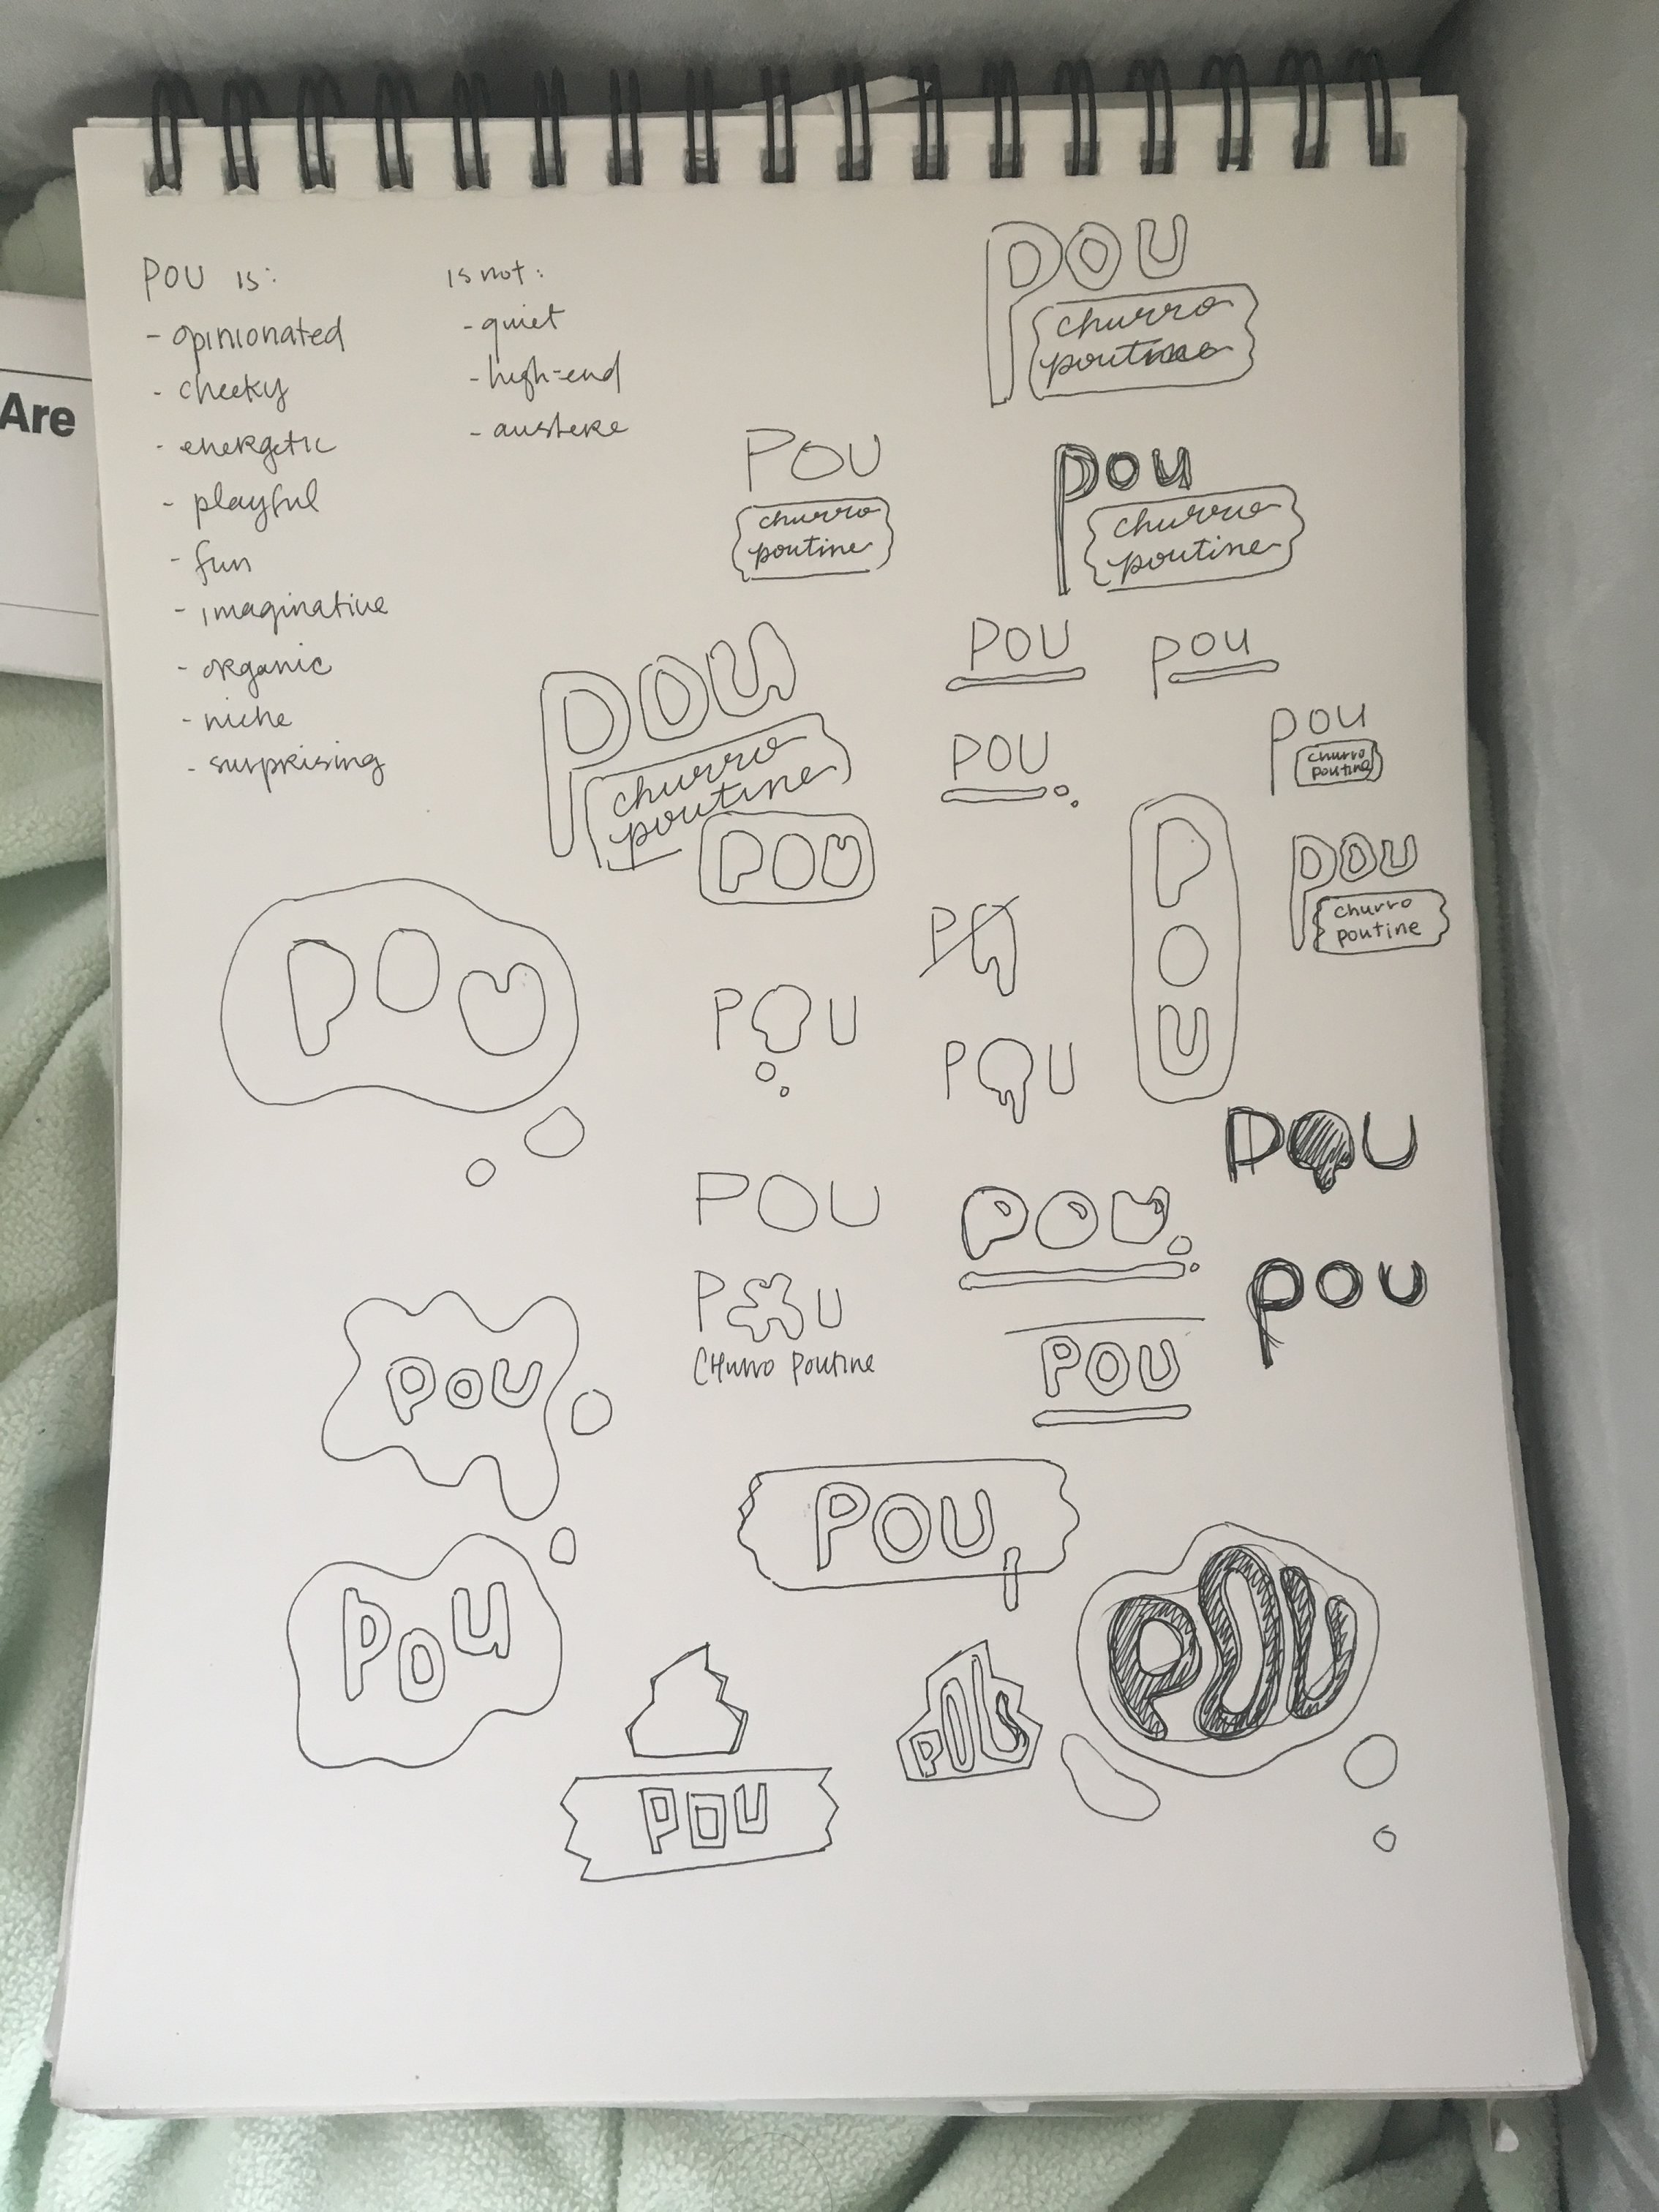 Are
POU is:
- opinionated
- cheeky
- energetic
- playful
- fun
- imaginative
- organic
- niche
- surprising
is not:
- quiet
- high-end
- austere
POU
churro
POU
churro
poutine
pou
churro
poutine
POU
churro
poutine
POU
pou
POU
pou
churro
poutine
POU
POU
churro
poutine
POU
POU
POU
POU
POU
POU
POU
POU.
pou
P U
Churro Poutine
POU
POU
POU
POU
POU
POU
POU